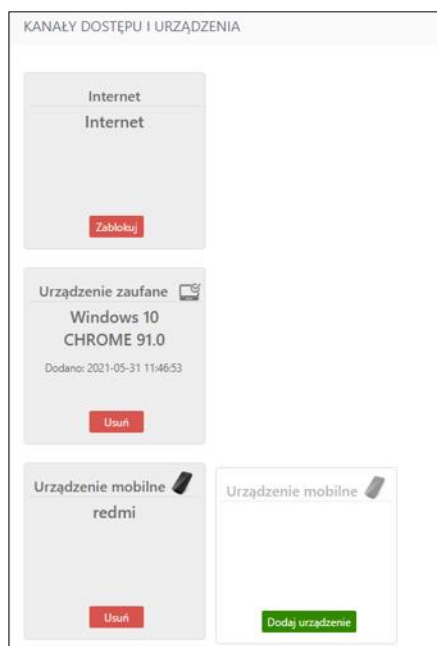 KANAŁY DOSTĘPU I URZĄDZENIA
Internet
Internet
Zablokuj
Urządzenie zaufane
Windows 10
CHROME 91.0
Dodano: 2021-05-31 11:46:53
Usuń
Urządzenie mobilne
redmi
Usuń
Urządzenie mobilne
Dodaj urządzenie